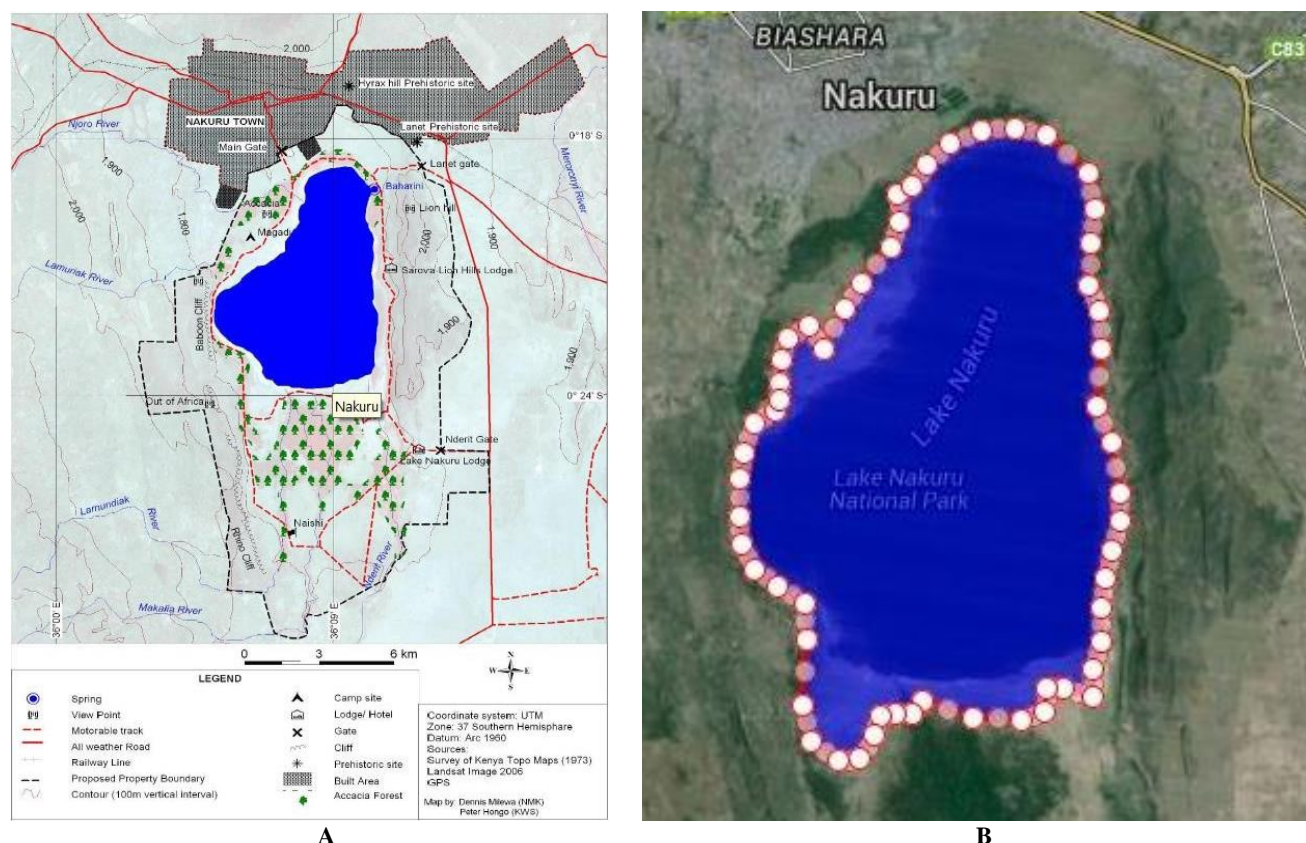 2,000
Hyrax hill Prehistoric site
NAKURU TOWN
Lanet Prehistoric site
0° 18' S
Njoro River
Main Gate
Lanet gate
1,900
2,000
Meroronyi River
Baharini
Accacia
Lion hill
1,800
Magadi
2,000
1,900
Lamuriak River
Sarova Lion Hills Lodge
Baboon Cliff
1,900
1,900
0° 24' S
Out of Africa
Nakuru
Nderit Gate
Lake Nakuru Lodge
Lamundiak
River
Naishi
Rhino Cliff
Nderit River
Makalia River
36°00' E
36°09' E
0 3 6 km
LEGEND
N
W E
S
Spring
View Point
Motorable track
All weather Road
Railway Line
Proposed Property Boundary
Contour (100m vertical interval)
Camp site
Lodge/ Hotel
Gate
Cliff
Prehistoric site
Built Area
Accacia Forest
Coordinate system: UTM
Zone: 37 Southern Hemisphare
Datum: Arc 1960
Sources:
Survey of Kenya Topo Maps (1973)
Landsat Image 2006
GPS
Map by: Dennis Milewa (NMK)
Peter Hongo (KWS)
A
BIASHARA
Nakuru
C83
Lake Nakuru
Lake Nakuru
National Park
B